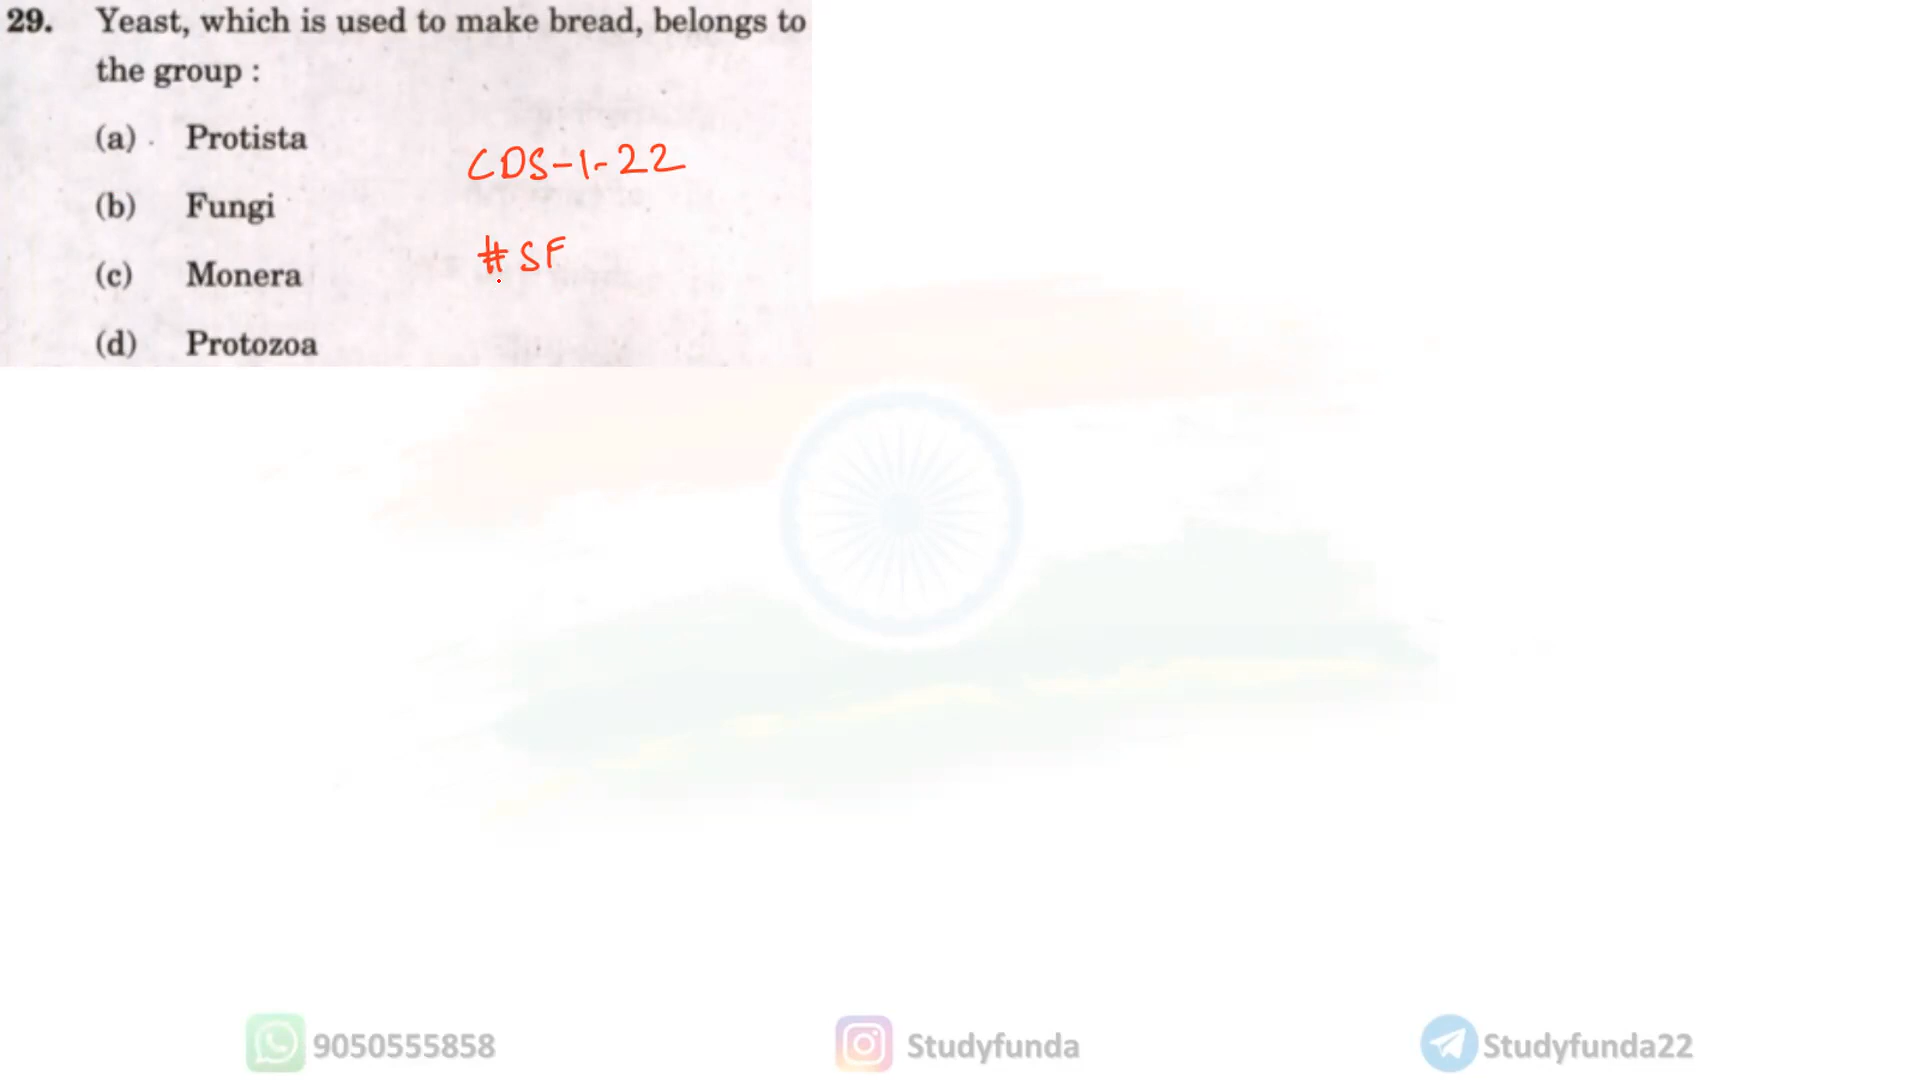 29. Yeast, which is used to make bread, belongs to
the group :
(a) Protista
(b) Fungi
(c) Monera
(d) Protozoa
CDS-1-22
#SF
9050555858
Studyfunda
Studyfunda22